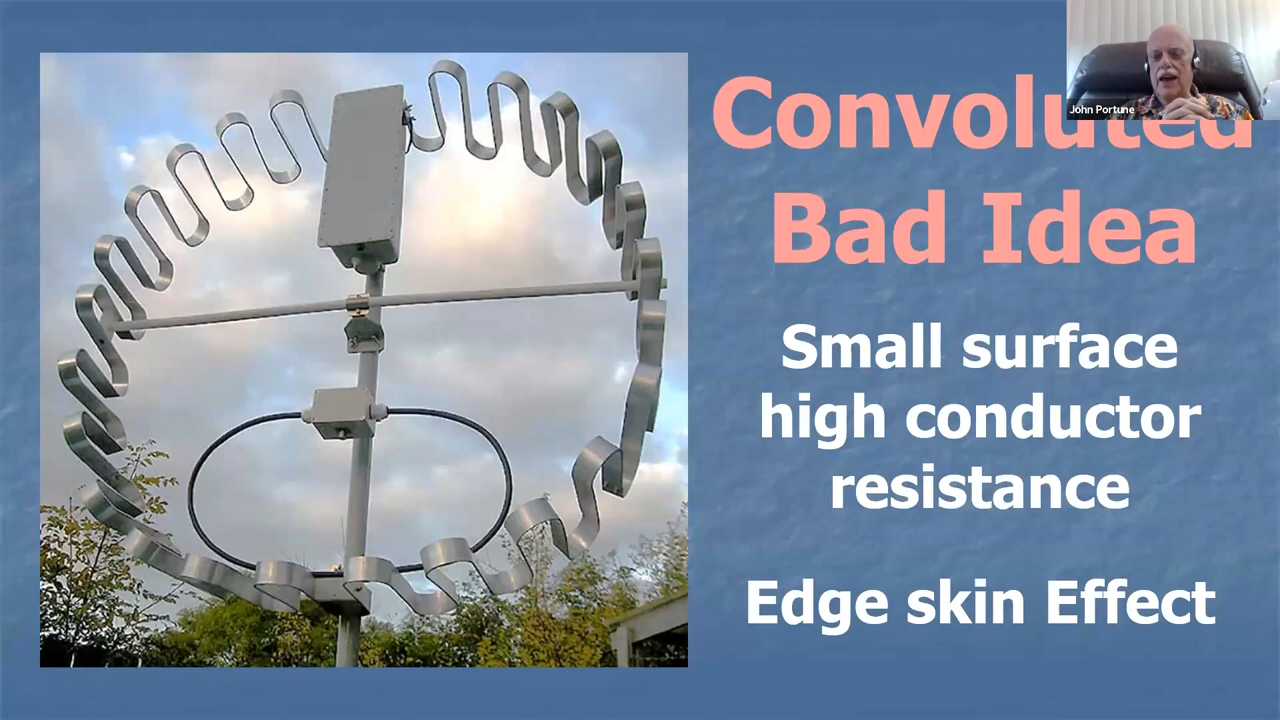 Convoluted
Bad Idea
Small surface
high conductor
resistance
Edge skin Effect
John Portune